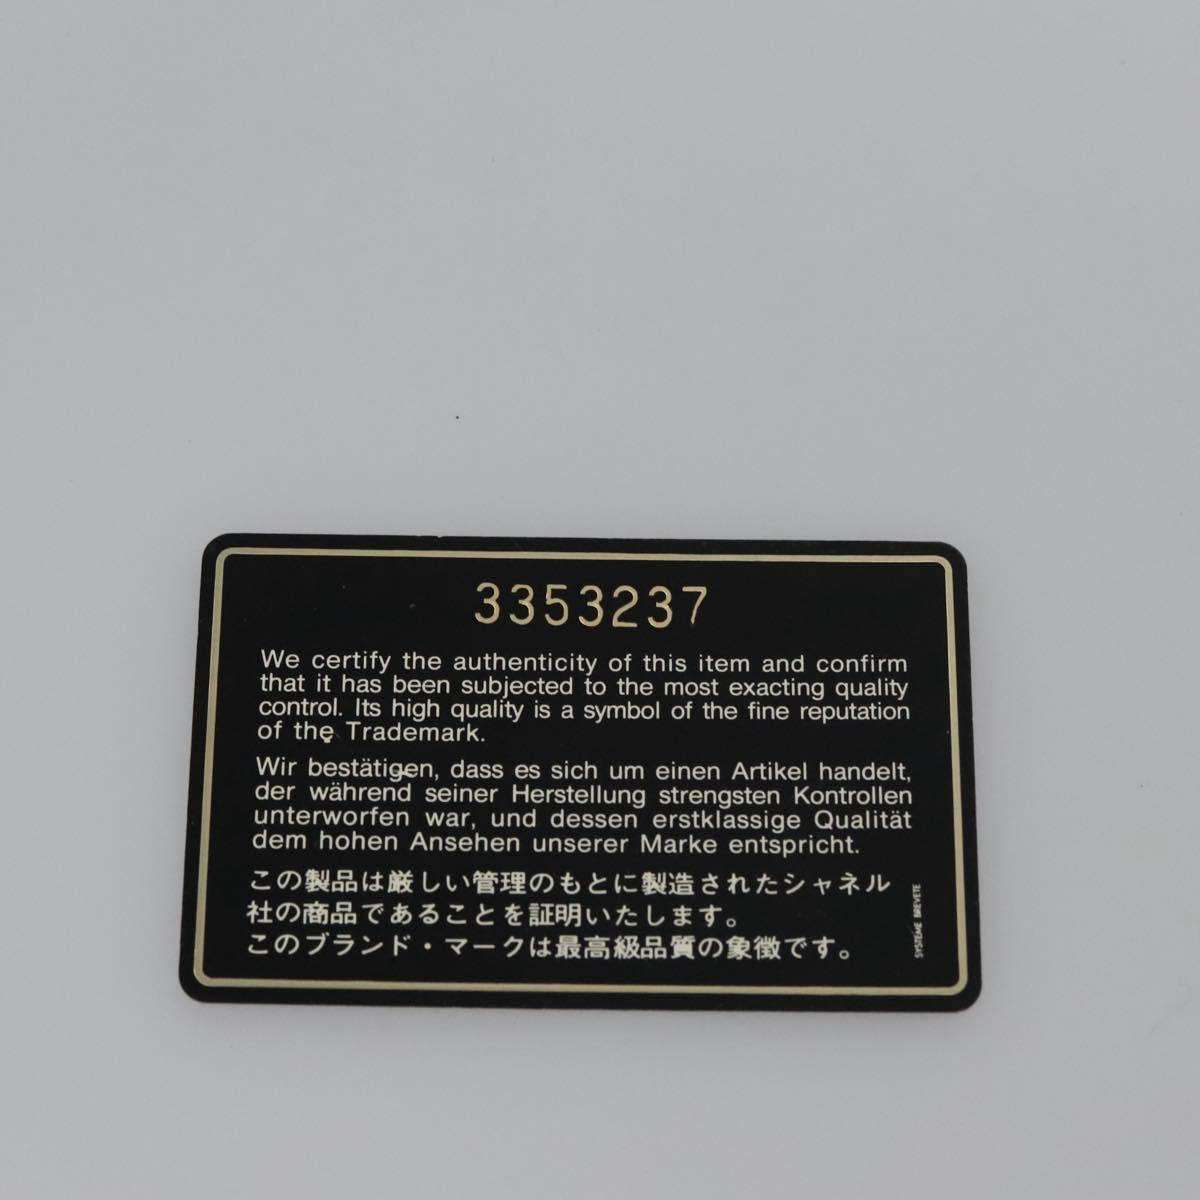 3353237
We certify the authenticity of this item and confirm
that it has been subjected to the most exacting quality
control. Its high quality is a symbol of the fine reputation
of the Trademark.
Wir bestätigen, dass es sich um einen Artikel handelt,
der während seiner Herstellung strengsten Kontrollen
unterworfen war, und dessen erstklassige Qualität
dem hohen Ansehen unserer Marke entspricht.
この製品は厳しい管理のもとに製造されたシャネル
社の商品であることを証明いたします。
このブランド・マークは最高級品質の象徴です。
SYSTEME BREVETE